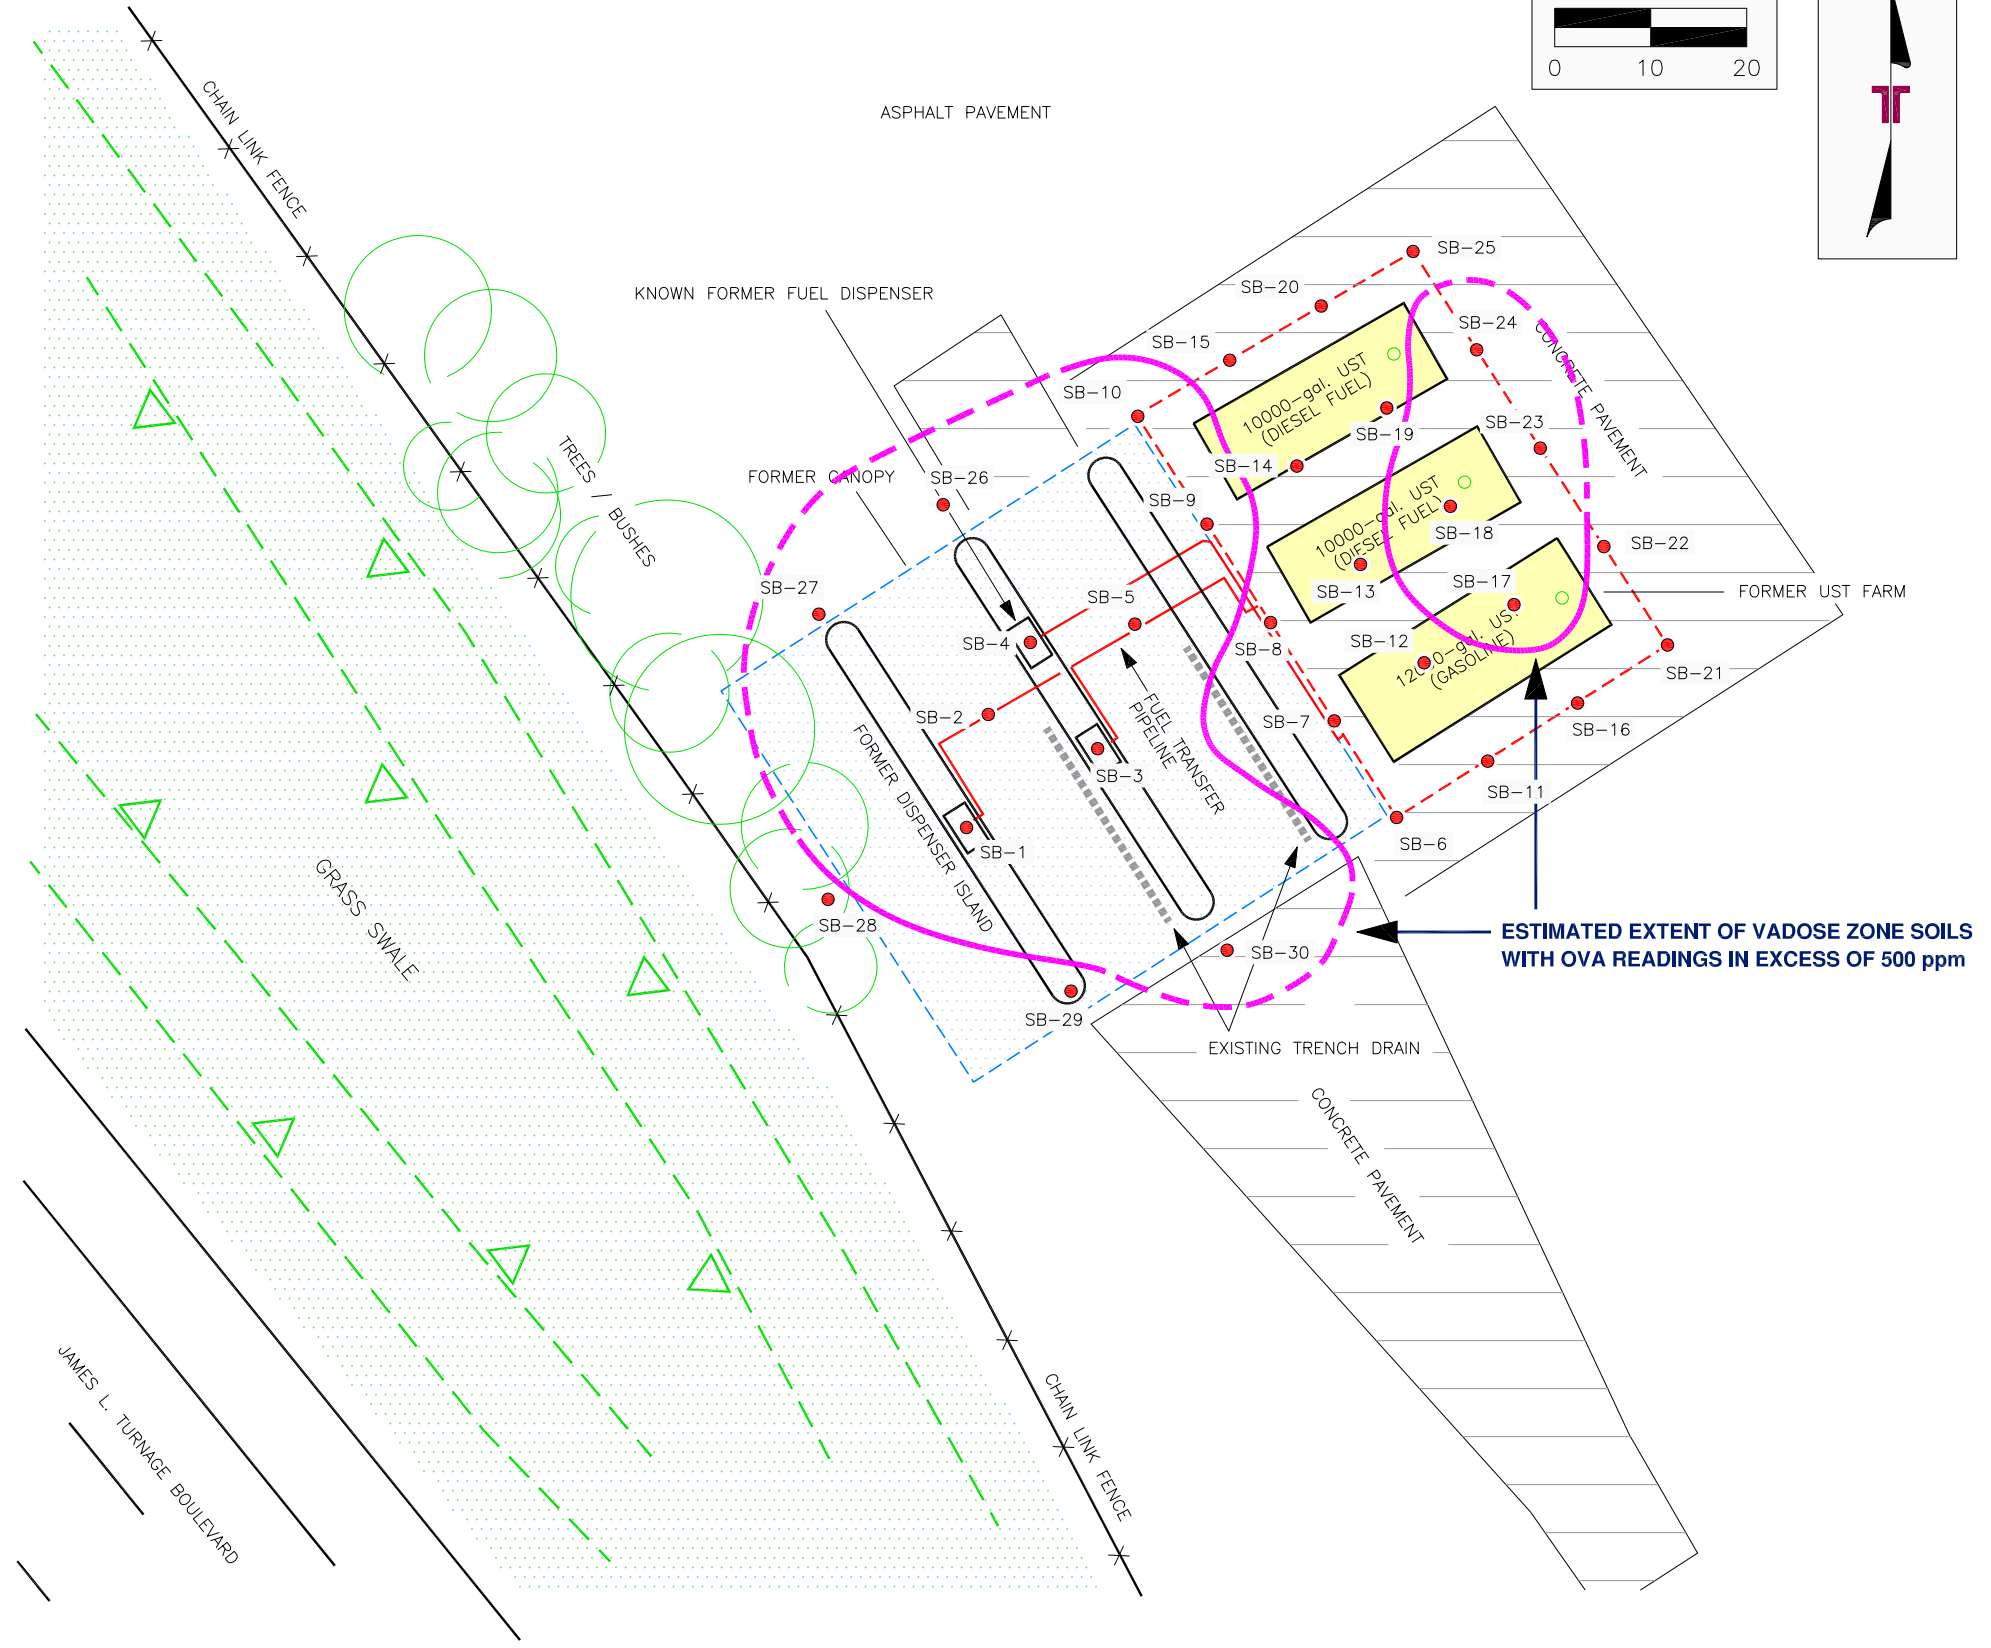 0 10 20
CHAIN LINK FENCE
ASPHALT PAVEMENT
KNOWN FORMER FUEL DISPENSER
SB-25
SB-20
SB-24
SB-15
CONCRETE PAVEMENT
10000-gal. UST
(DIESEL FUEL)
SB-10
SB-23
SB-19
TREES / BUSHES
FORMER CANOPY
SB-26
SB-14
SB-9
10000-gal. UST
(DIESEL FUEL)
SB-18
SB-22
SB-27
SB-5
SB-13
SB-17
FORMER UST FARM
SB-4
SB-8
SB-12
12000-gal. UST
(GASOLINE)
SB-21
SB-2
SB-7
SB-16
FUEL TRANSFER
PIPELINE
FORMER DISPENSER ISLAND
SB-3
SB-11
SB-1
SB-6
GRASS SWALE
SB-28
ESTIMATED EXTENT OF VADOSE ZONE SOILS
WITH OVA READINGS IN EXCESS OF 500 ppm
SB-30
SB-29
EXISTING TRENCH DRAIN
CONCRETE PAVEMENT
JAMES L. TURNAGE BOULEVARD
CHAIN LINK FENCE